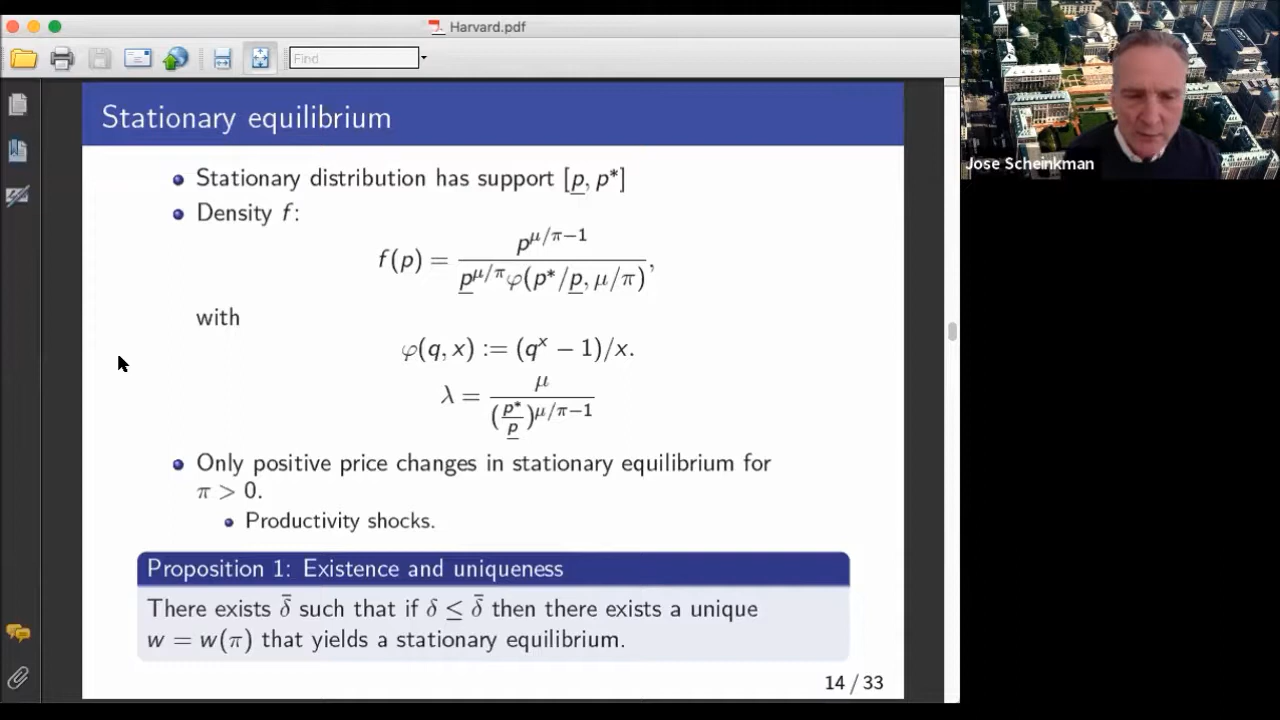 Harvard.pdf
Find
Stationary equilibrium
Stationary distribution has support [p̲, p*]
Density f:
f(p) = p^{μ/π−1} / (p̲^{μ/π} φ(p*/p̲, μ/π)),
with
φ(q, x) := (q^x − 1)/x.
λ = μ / (p*/p̲)^{μ/π−1}
Only positive price changes in stationary equilibrium for
π > 0.
Productivity shocks.
Proposition 1: Existence and uniqueness
There exists δ̄ such that if δ ≤ δ̄ then there exists a unique
w = w(π) that yields a stationary equilibrium.
14 / 33
Jose Scheinkman